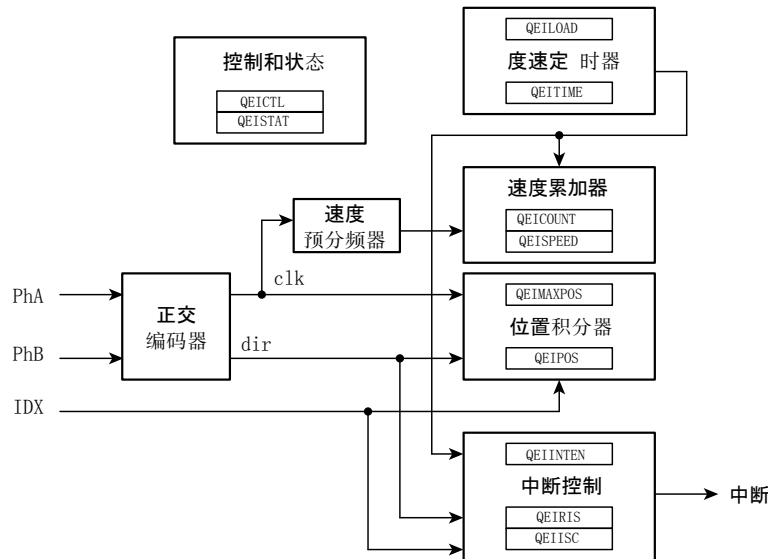 控制和状态
QEICTL
QEISTAT
QEILOAD
度速定 时器
QEITIME
速度
预分频器
速度累加器
QEICOUNT
QEISPEED
PhA
PhB
IDX
正交
编码器
clk
dir
QEIMAXPOS
位置积分器
QEIPOS
QEIINTEN
中断控制
QEIRIS
QEIISC
中断